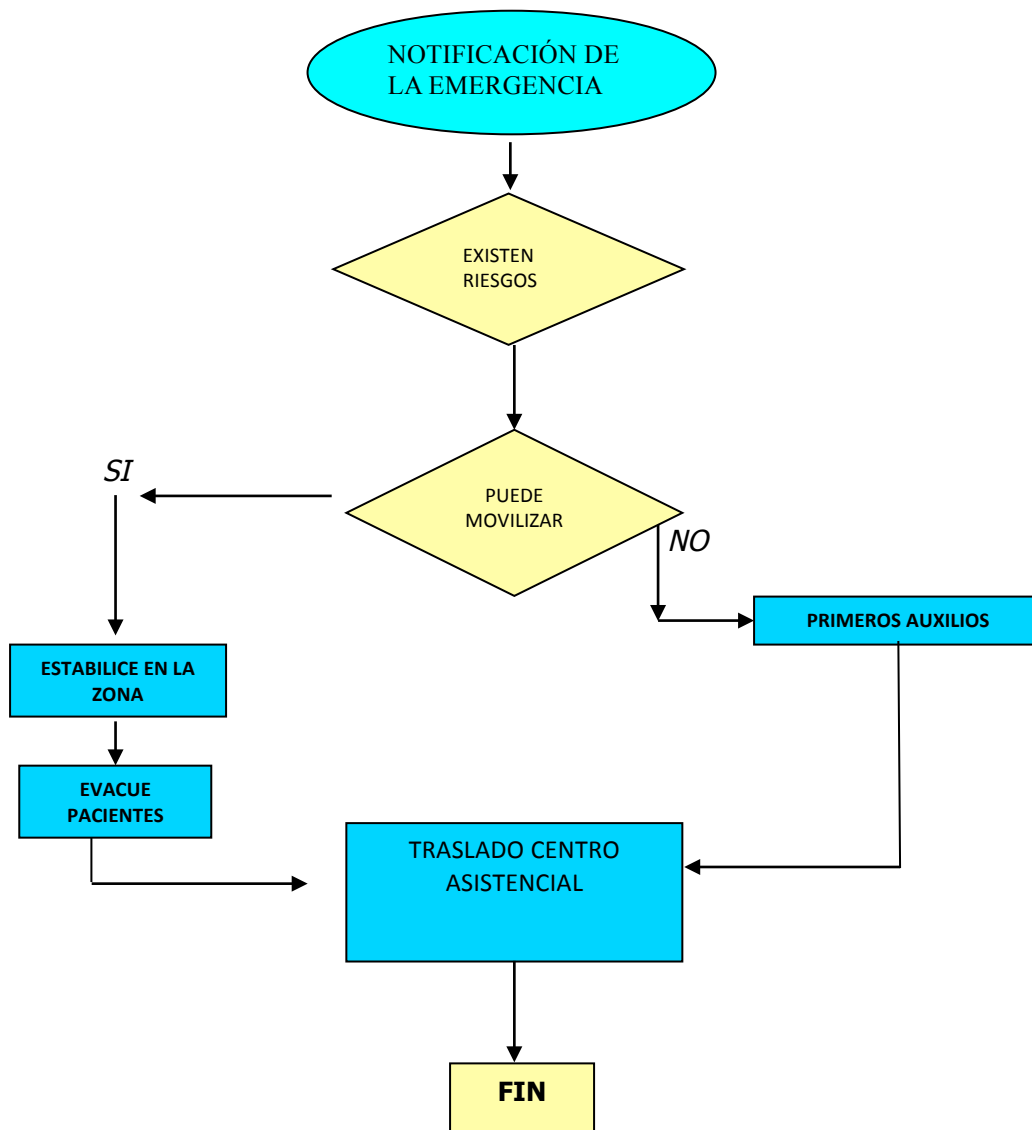 NOTIFICACIÓN DE
LA EMERGENCIA
EXISTEN
RIESGOS
SI
PUEDE
MOVILIZAR
NO
PRIMEROS AUXILIOS
ESTABILICE EN LA
ZONA
EVACUE
PACIENTES
TRASLADO CENTRO
ASISTENCIAL
FIN